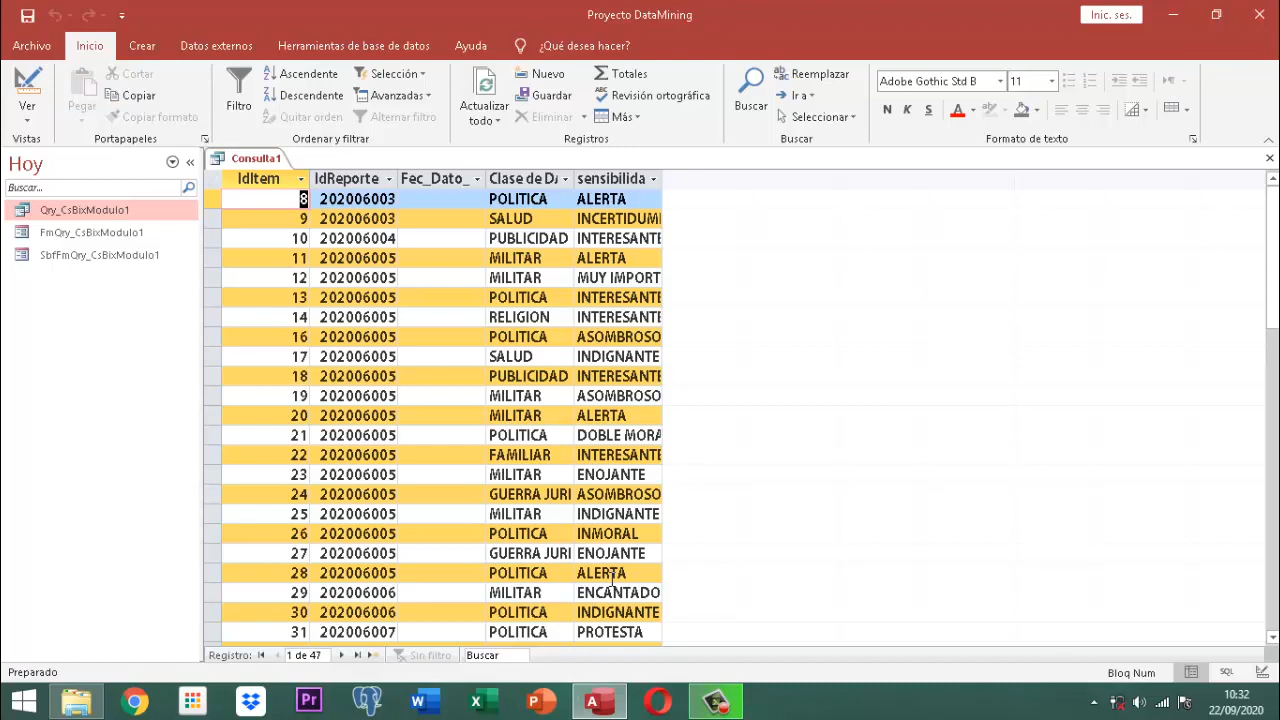 Proyecto DataMining
Inic. ses.
Archivo Inicio Crear Datos externos Herramientas de base de datos Ayuda ¿Qué desea hacer?
Ver
Vistas
Pegar
Cortar
Copiar
Copiar formato
Portapapeles
Filtro
Ascendente
Descendente
Quitar orden
Selección
Avanzadas
Alternar filtro
Ordenar y filtrar
Actualizar todo
Nuevo
Guardar
Eliminar
Totales
Revisión ortográfica
Más
Registros
Buscar
Reemplazar
Ir a
Seleccionar
Buscar
Adobe Gothic Std B 11
N K S A
Formato de texto
Hoy
Buscar...
Qry_CsBixModulo1
FmQry_CsBixModulo1
SbfFmQry_CsBixModulo1
Consulta1
IdItem IdReporte Fec_Dato_ Clase de Da sensibilida
8 202006003 POLITICA ALERTA
9 202006003 SALUD INCERTIDUM
10 202006004 PUBLICIDAD INTERESANTE
11 202006005 MILITAR ALERTA
12 202006005 MILITAR MUY IMPORT
13 202006005 POLITICA INTERESANTE
14 202006005 RELIGION INTERESANTE
16 202006005 POLITICA ASOMBROSO
17 202006005 SALUD INDIGNANTE
18 202006005 PUBLICIDAD INTERESANTE
19 202006005 MILITAR ASOMBROSO
20 202006005 MILITAR ALERTA
21 202006005 POLITICA DOBLE MORA
22 202006005 FAMILIAR INTERESANTE
23 202006005 MILITAR ENOJANTE
24 202006005 GUERRA JURI ASOMBROSO
25 202006005 MILITAR INDIGNANTE
26 202006005 POLITICA INMORAL
27 202006005 GUERRA JURI ENOJANTE
28 202006005 POLITICA ALERTA
29 202006006 MILITAR ENCANTADO
30 202006006 POLITICA INDIGNANTE
31 202006007 POLITICA PROTESTA
Registro: 1 de 47 Sin filtro Buscar
Preparado
Bloq Num
SQL
10:32
22/09/2020